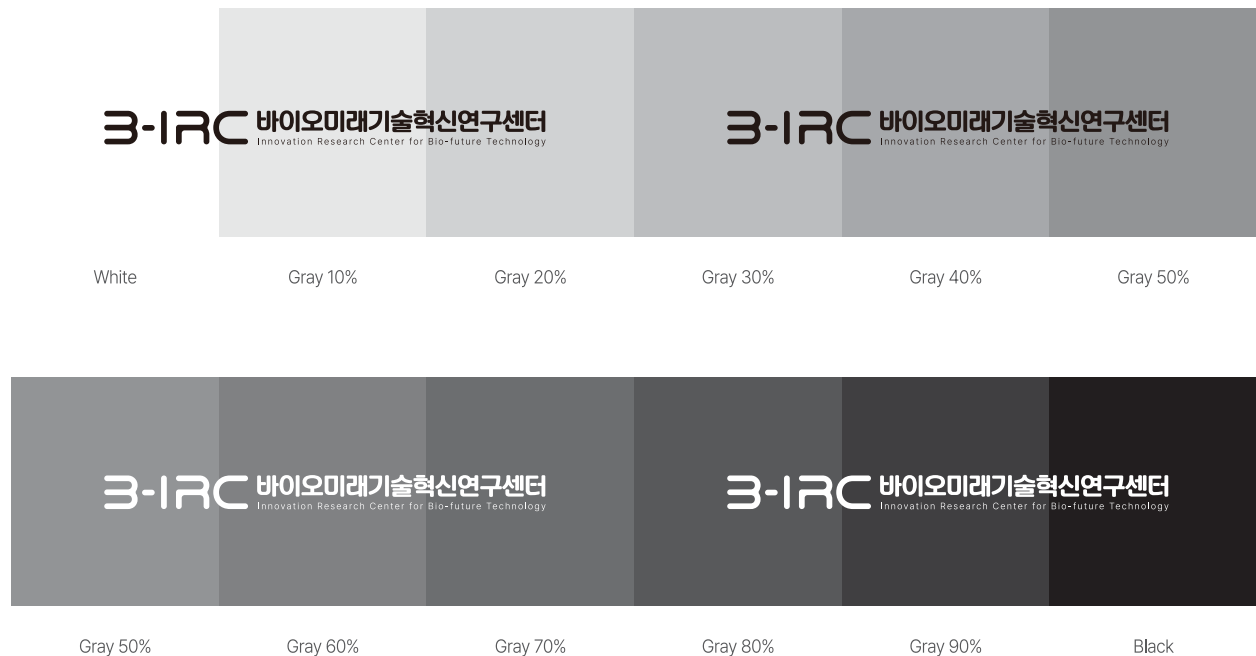 B-IRC 바이오미래기술혁신연구센터
Innovation Research Center for Bio-future Technology
B-IRC 바이오미래기술혁신연구센터
Innovation Research Center for Bio-future Technology
White
Gray 10%
Gray 20%
Gray 30%
Gray 40%
Gray 50%
B-IRC 바이오미래기술혁신연구센터
Innovation Research Center for Bio-future Technology
B-IRC 바이오미래기술혁신연구센터
Innovation Research Center for Bio-future Technology
Gray 50%
Gray 60%
Gray 70%
Gray 80%
Gray 90%
Black